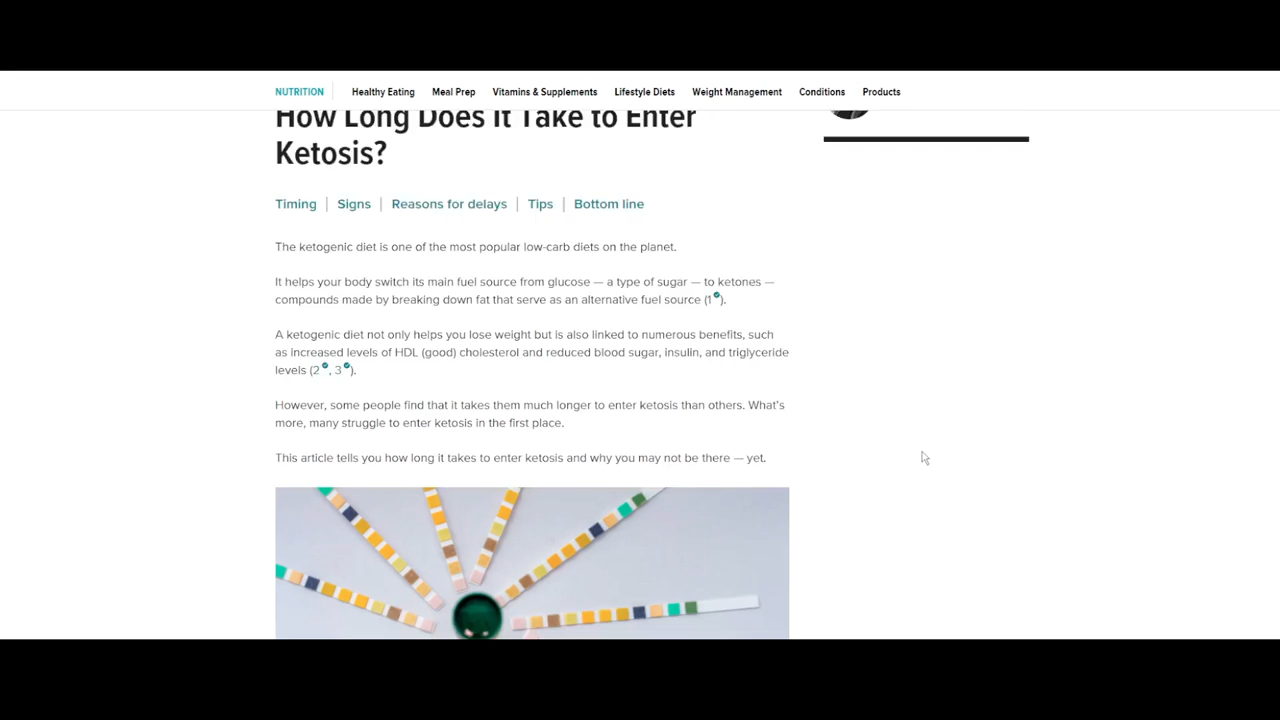 NUTRITION Healthy Eating Meal Prep Vitamins & Supplements Lifestyle Diets Weight Management Conditions Products
How Long Does It Take to Enter
Ketosis?
Timing | Signs | Reasons for delays | Tips | Bottom line
The ketogenic diet is one of the most popular low-carb diets on the planet.
It helps your body switch its main fuel source from glucose — a type of sugar — to ketones —
compounds made by breaking down fat that serve as an alternative fuel source (1).
A ketogenic diet not only helps you lose weight but is also linked to numerous benefits, such
as increased levels of HDL (good) cholesterol and reduced blood sugar, insulin, and triglyceride
levels (2, 3).
However, some people find that it takes them much longer to enter ketosis than others. What's
more, many struggle to enter ketosis in the first place.
This article tells you how long it takes to enter ketosis and why you may not be there — yet.